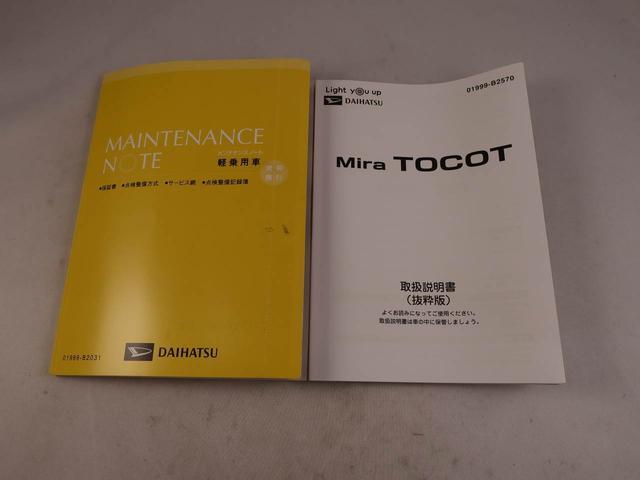 MAINTENANCE
NOTE
メンテナンスノート
軽乗用車
●保証書 ●点検整備方式 ●サービス網 ●点検整備記録簿
DAIHATSU
01999-B2031
Light you up
DAIHATSU
01999-B2570
Mira TOCOT
取扱説明書
（抜粋版）
よくお読みになってご使用ください。
取扱説明書は車の中に保管しましょう。